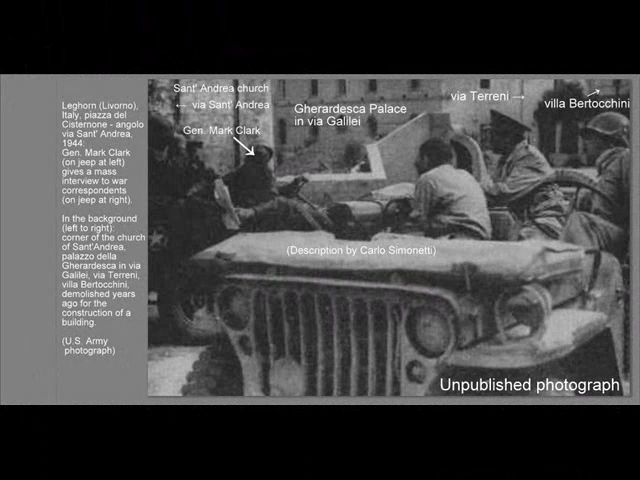 Leghorn (Livorno),
Italy, piazza del
Cisternone - angolo
via Sant' Andrea,
1944:
Gen. Mark Clark
(on jeep at left)
gives a mass
interview to war
correspondents
(on jeep at right).
In the background
(left to right):
corner of the church
of Sant'Andrea,
palazzo della
Gherardesca in via
Galilei, via Terreni,
villa Bertocchini,
demolished years
ago for the
construction of a
building.
(U.S. Army
photograph)
Sant' Andrea church
← via Sant' Andrea
Gen. Mark Clark
Gherardesca Palace
in via Galilei
via Terreni →
villa Bertocchini
(Description by Carlo Simonetti)
Unpublished photograph